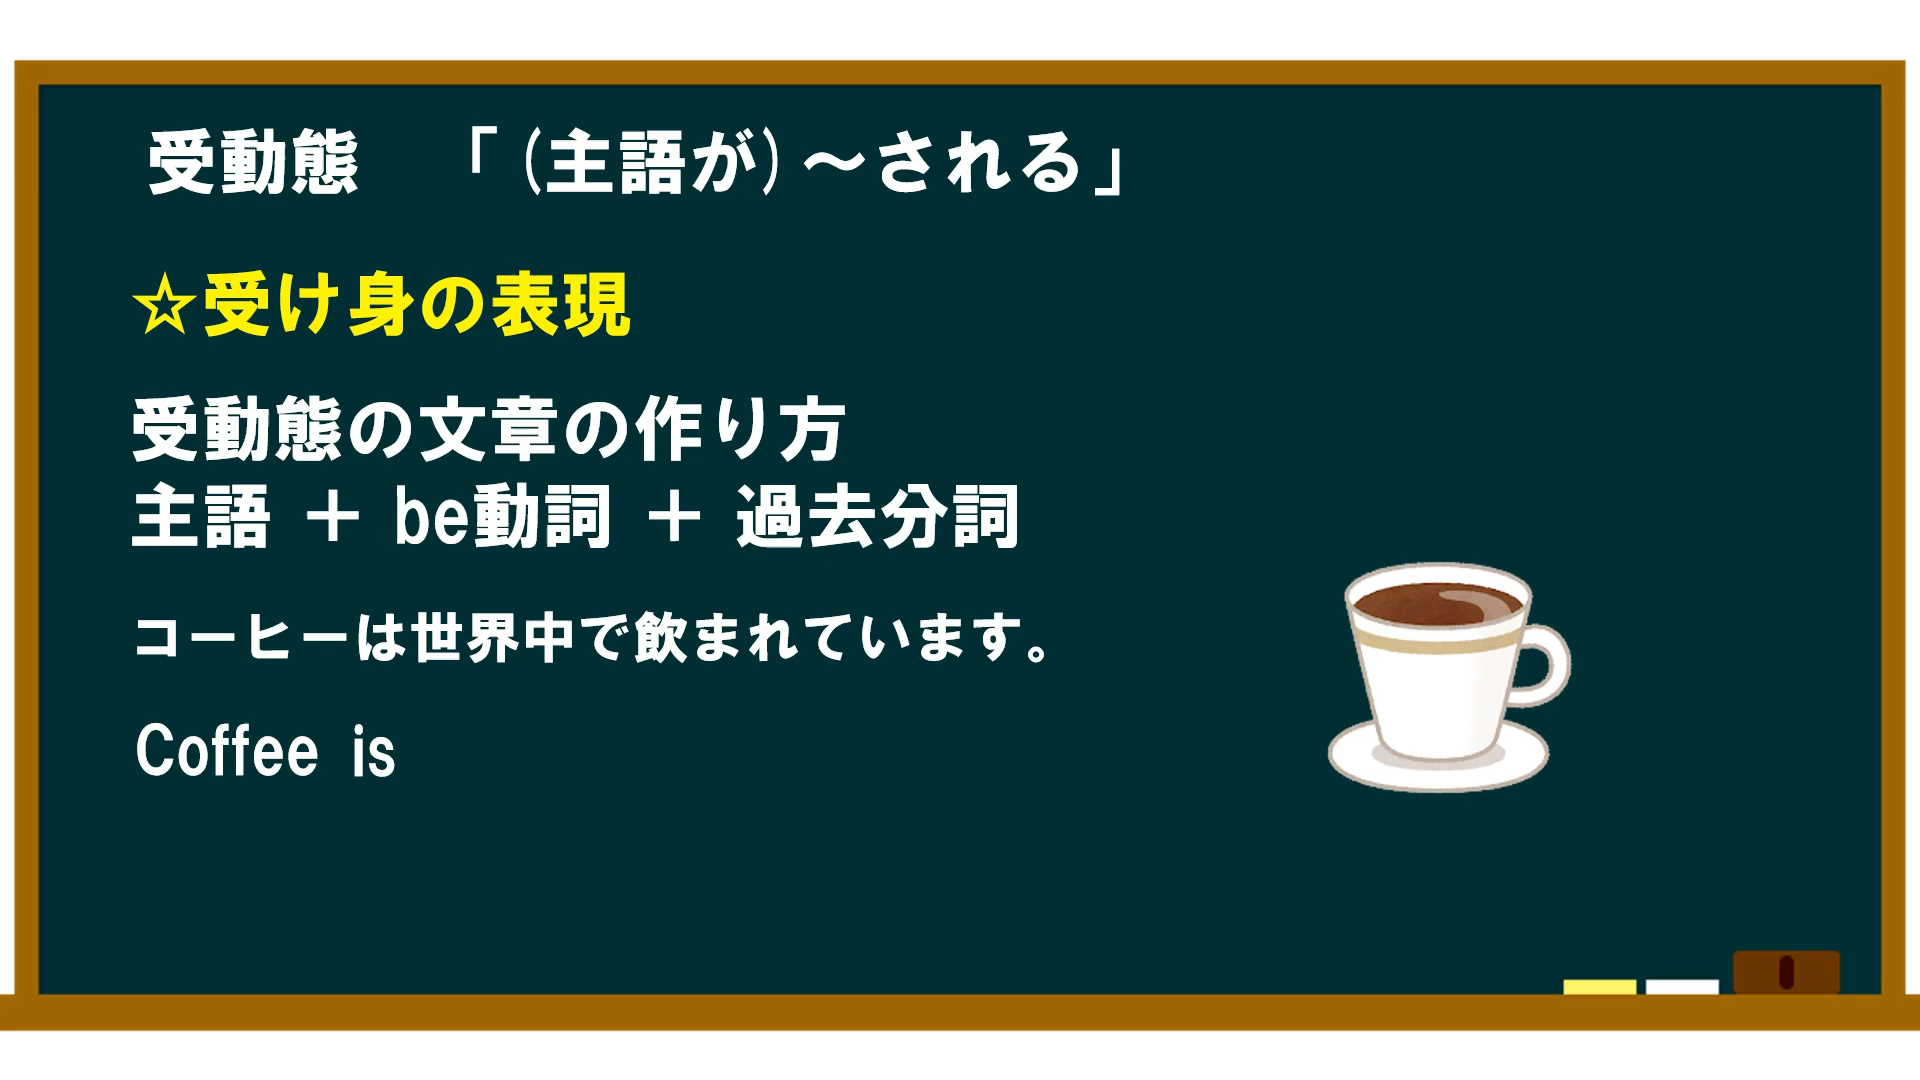 受動態　「(主語が)～される」
☆受け身の表現
受動態の文章の作り方
主語 ＋ be動詞 ＋ 過去分詞
コーヒーは世界中で飲まれています。
Coffee is